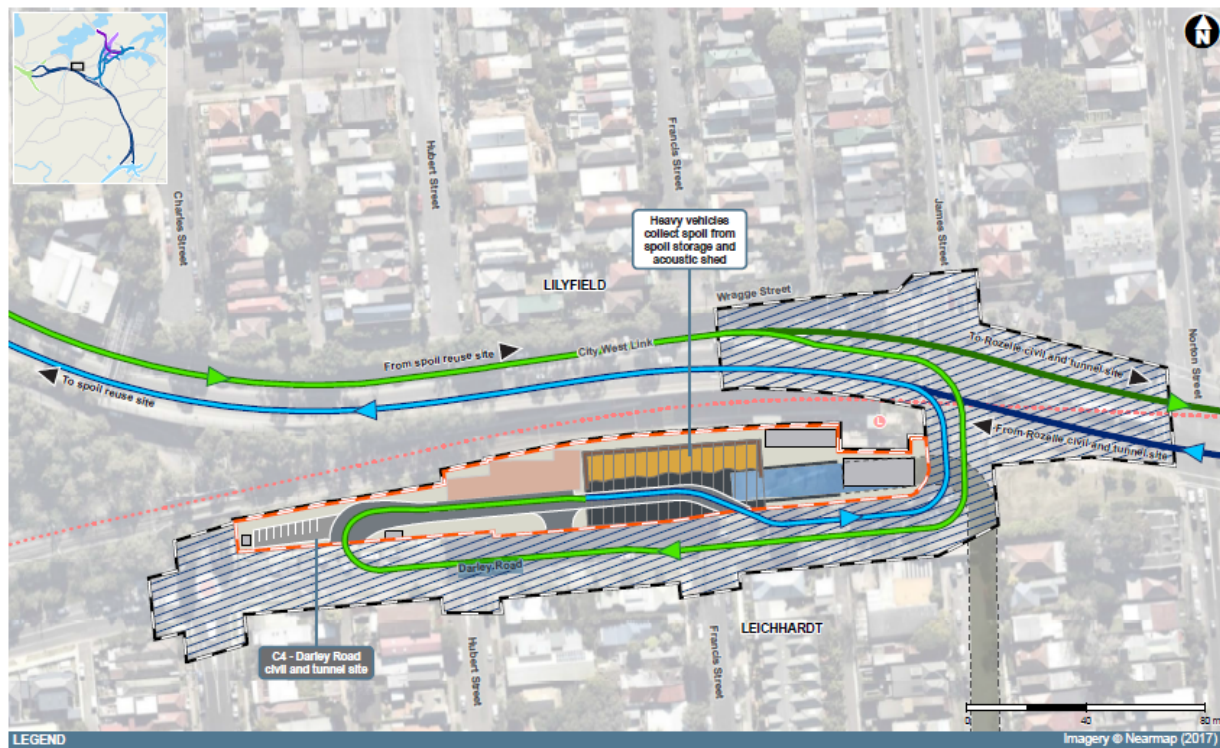 N
Charles Street
Hubert Street
Francis Street
James Street
Heavy vehicles
collect spoil from
spoil storage and
acoustic shed
LILYFIELD
Wragge Street
City West Link
From spoil reuse site
To spoil reuse site
To Rozelle civil and tunnel site
Norton Street
From Rozelle civil and tunnel site
L
Darley Road
C4 - Darley Road
civil and tunnel site
Hubert Street
Francis Street
LEICHHARDT
0 40 80 m
LEGEND
Imagery © Nearmap (2017)